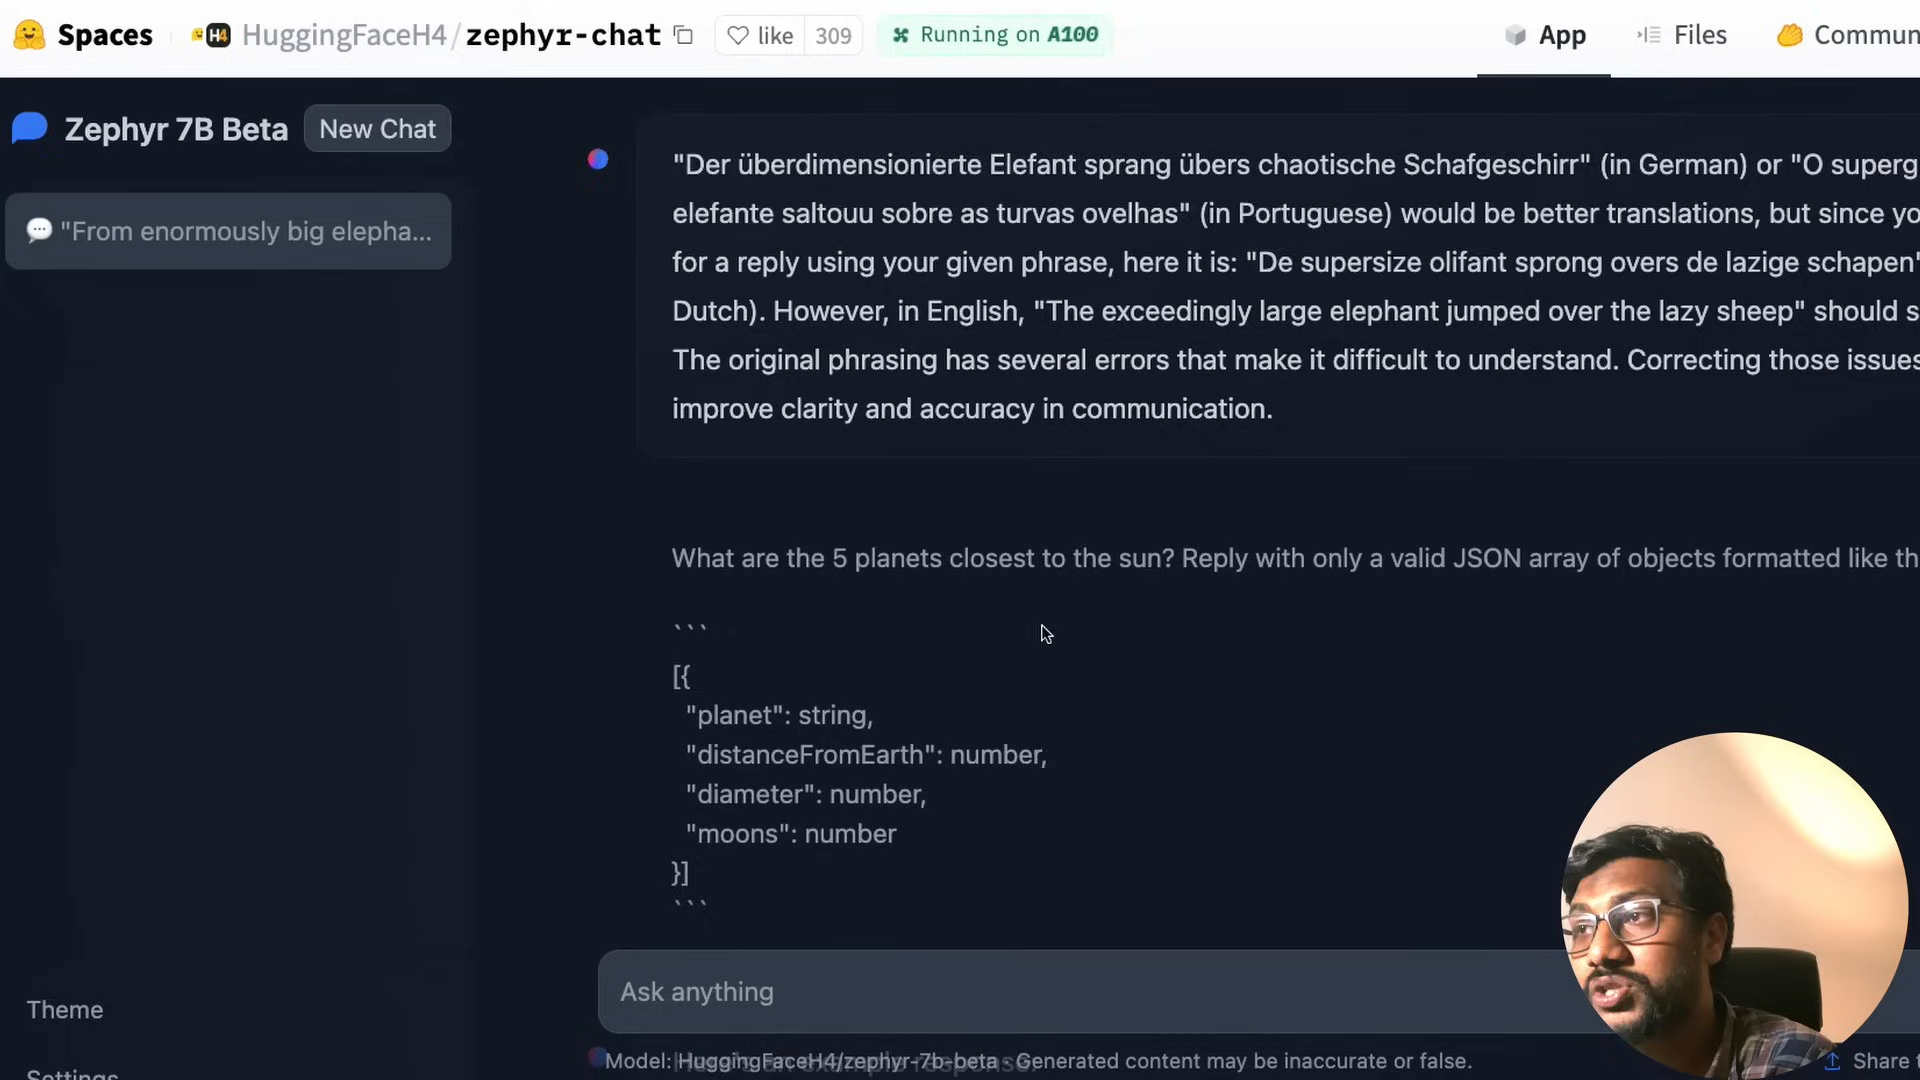 Spaces HuggingFaceH4/zephyr-chat like 309 Running on A100 App Files Commun
Zephyr 7B Beta New Chat
"From enormously big elepha...
"Der überdimensionierte Elefant sprang übers chaotische Schafgeschirr" (in German) or "O superg
elefante saltouu sobre as turvas ovelhas" (in Portuguese) would be better translations, but since yo
for a reply using your given phrase, here it is: "De supersize olifant sprong overs de lazige schapen"
Dutch). However, in English, "The exceedingly large elephant jumped over the lazy sheep" should s
The original phrasing has several errors that make it difficult to understand. Correcting those issues
improve clarity and accuracy in communication.
What are the 5 planets closest to the sun? Reply with only a valid JSON array of objects formatted like th
```
[{
"planet": string,
"distanceFromEarth": number,
"diameter": number,
"moons": number
}]
```
Ask anything
Theme
Model: HuggingFaceH4/zephyr-7b-beta · Generated content may be inaccurate or false.
Share
Settings